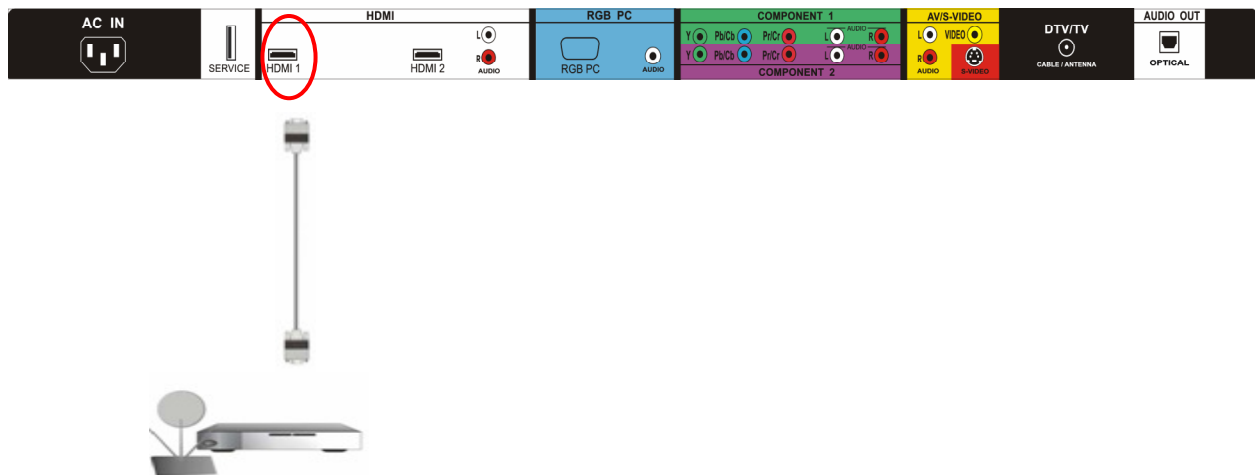 AC IN
SERVICE
HDMI
HDMI 1
HDMI 2
L
R
AUDIO
RGB PC
RGB PC
AUDIO
COMPONENT 1
Y Pb/Cb Pr/Cr L AUDIO R
Y Pb/Cb Pr/Cr L AUDIO R
COMPONENT 2
AV/S-VIDEO
L VIDEO
R
AUDIO S-VIDEO
DTV/TV
CABLE / ANTENNA
AUDIO OUT
OPTICAL